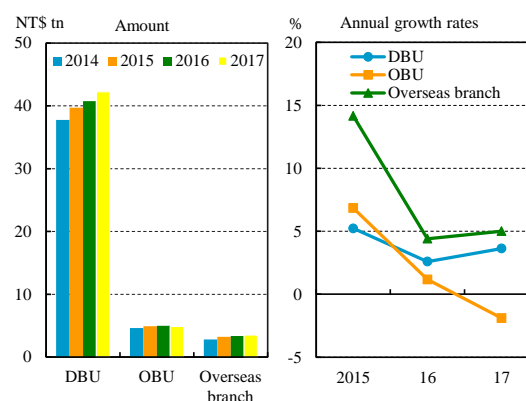 NT$ tn
Amount
2014
2015
2016
2017
50
40
30
20
10
0
DBU
OBU
Overseas
branch
%
Annual growth rates
DBU
OBU
Overseas branch
20
15
10
5
0
-5
2015
16
17